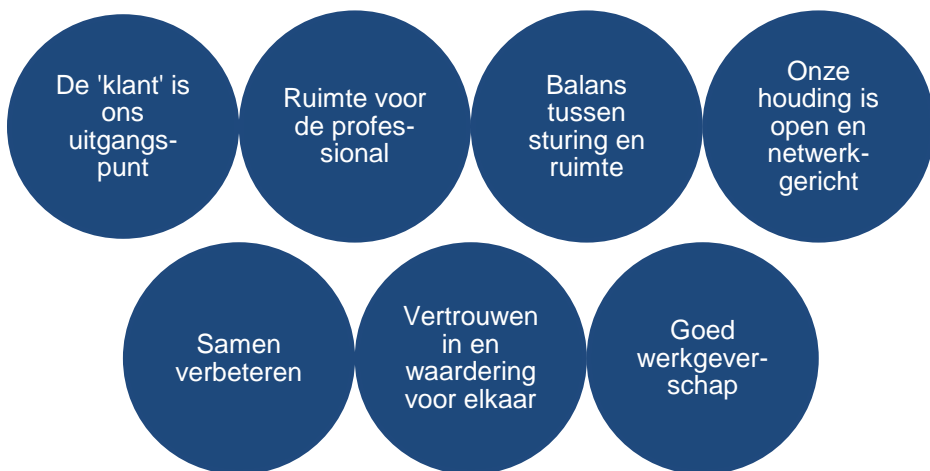 De 'klant' is
ons
uitgangs-
punt
Ruimte voor
de profes-
sional
Balans
tussen
sturing en
ruimte
Onze
houding is
open en
netwerk-
gericht
Samen
verbeteren
Vertrouwen
in en
waardering
voor elkaar
Goed
werkgever-
schap